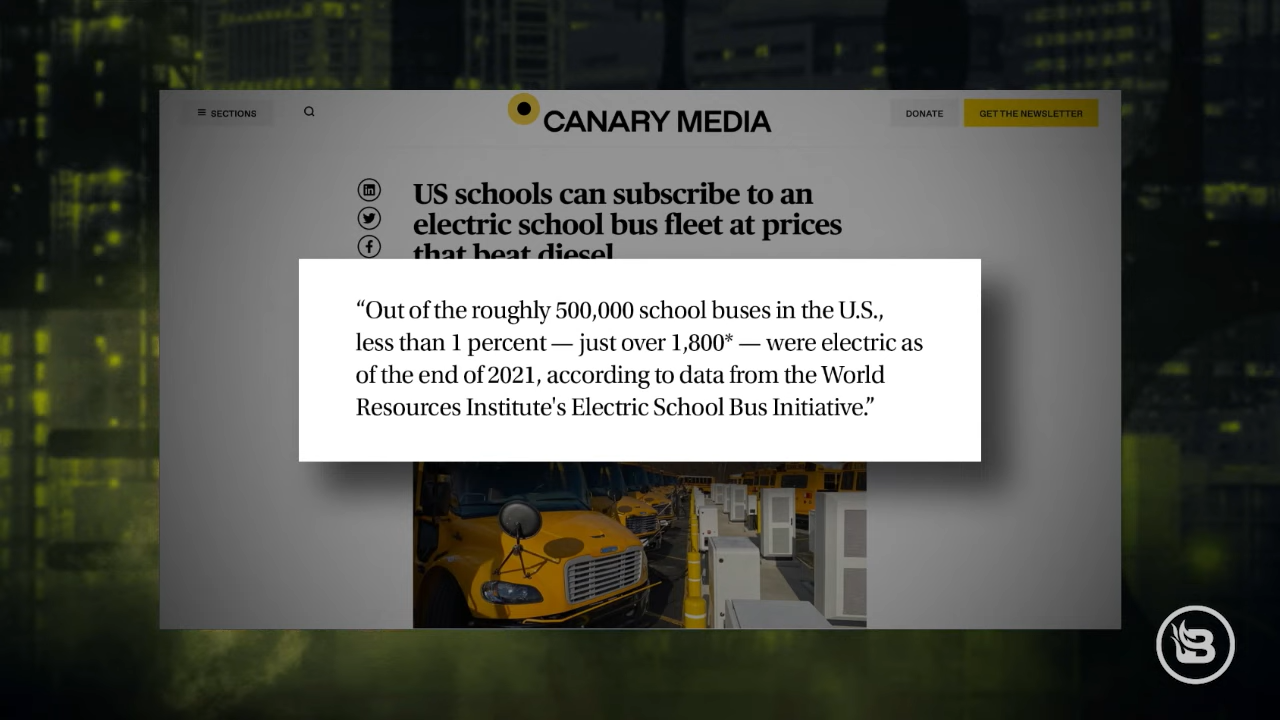 SECTIONS
CANARY MEDIA
DONATE
GET THE NEWSLETTER
US schools can subscribe to an
electric school bus fleet at prices
that beat diesel
“Out of the roughly 500,000 school buses in the U.S.,
less than 1 percent — just over 1,800* — were electric as
of the end of 2021, according to data from the World
Resources Institute's Electric School Bus Initiative.”
B